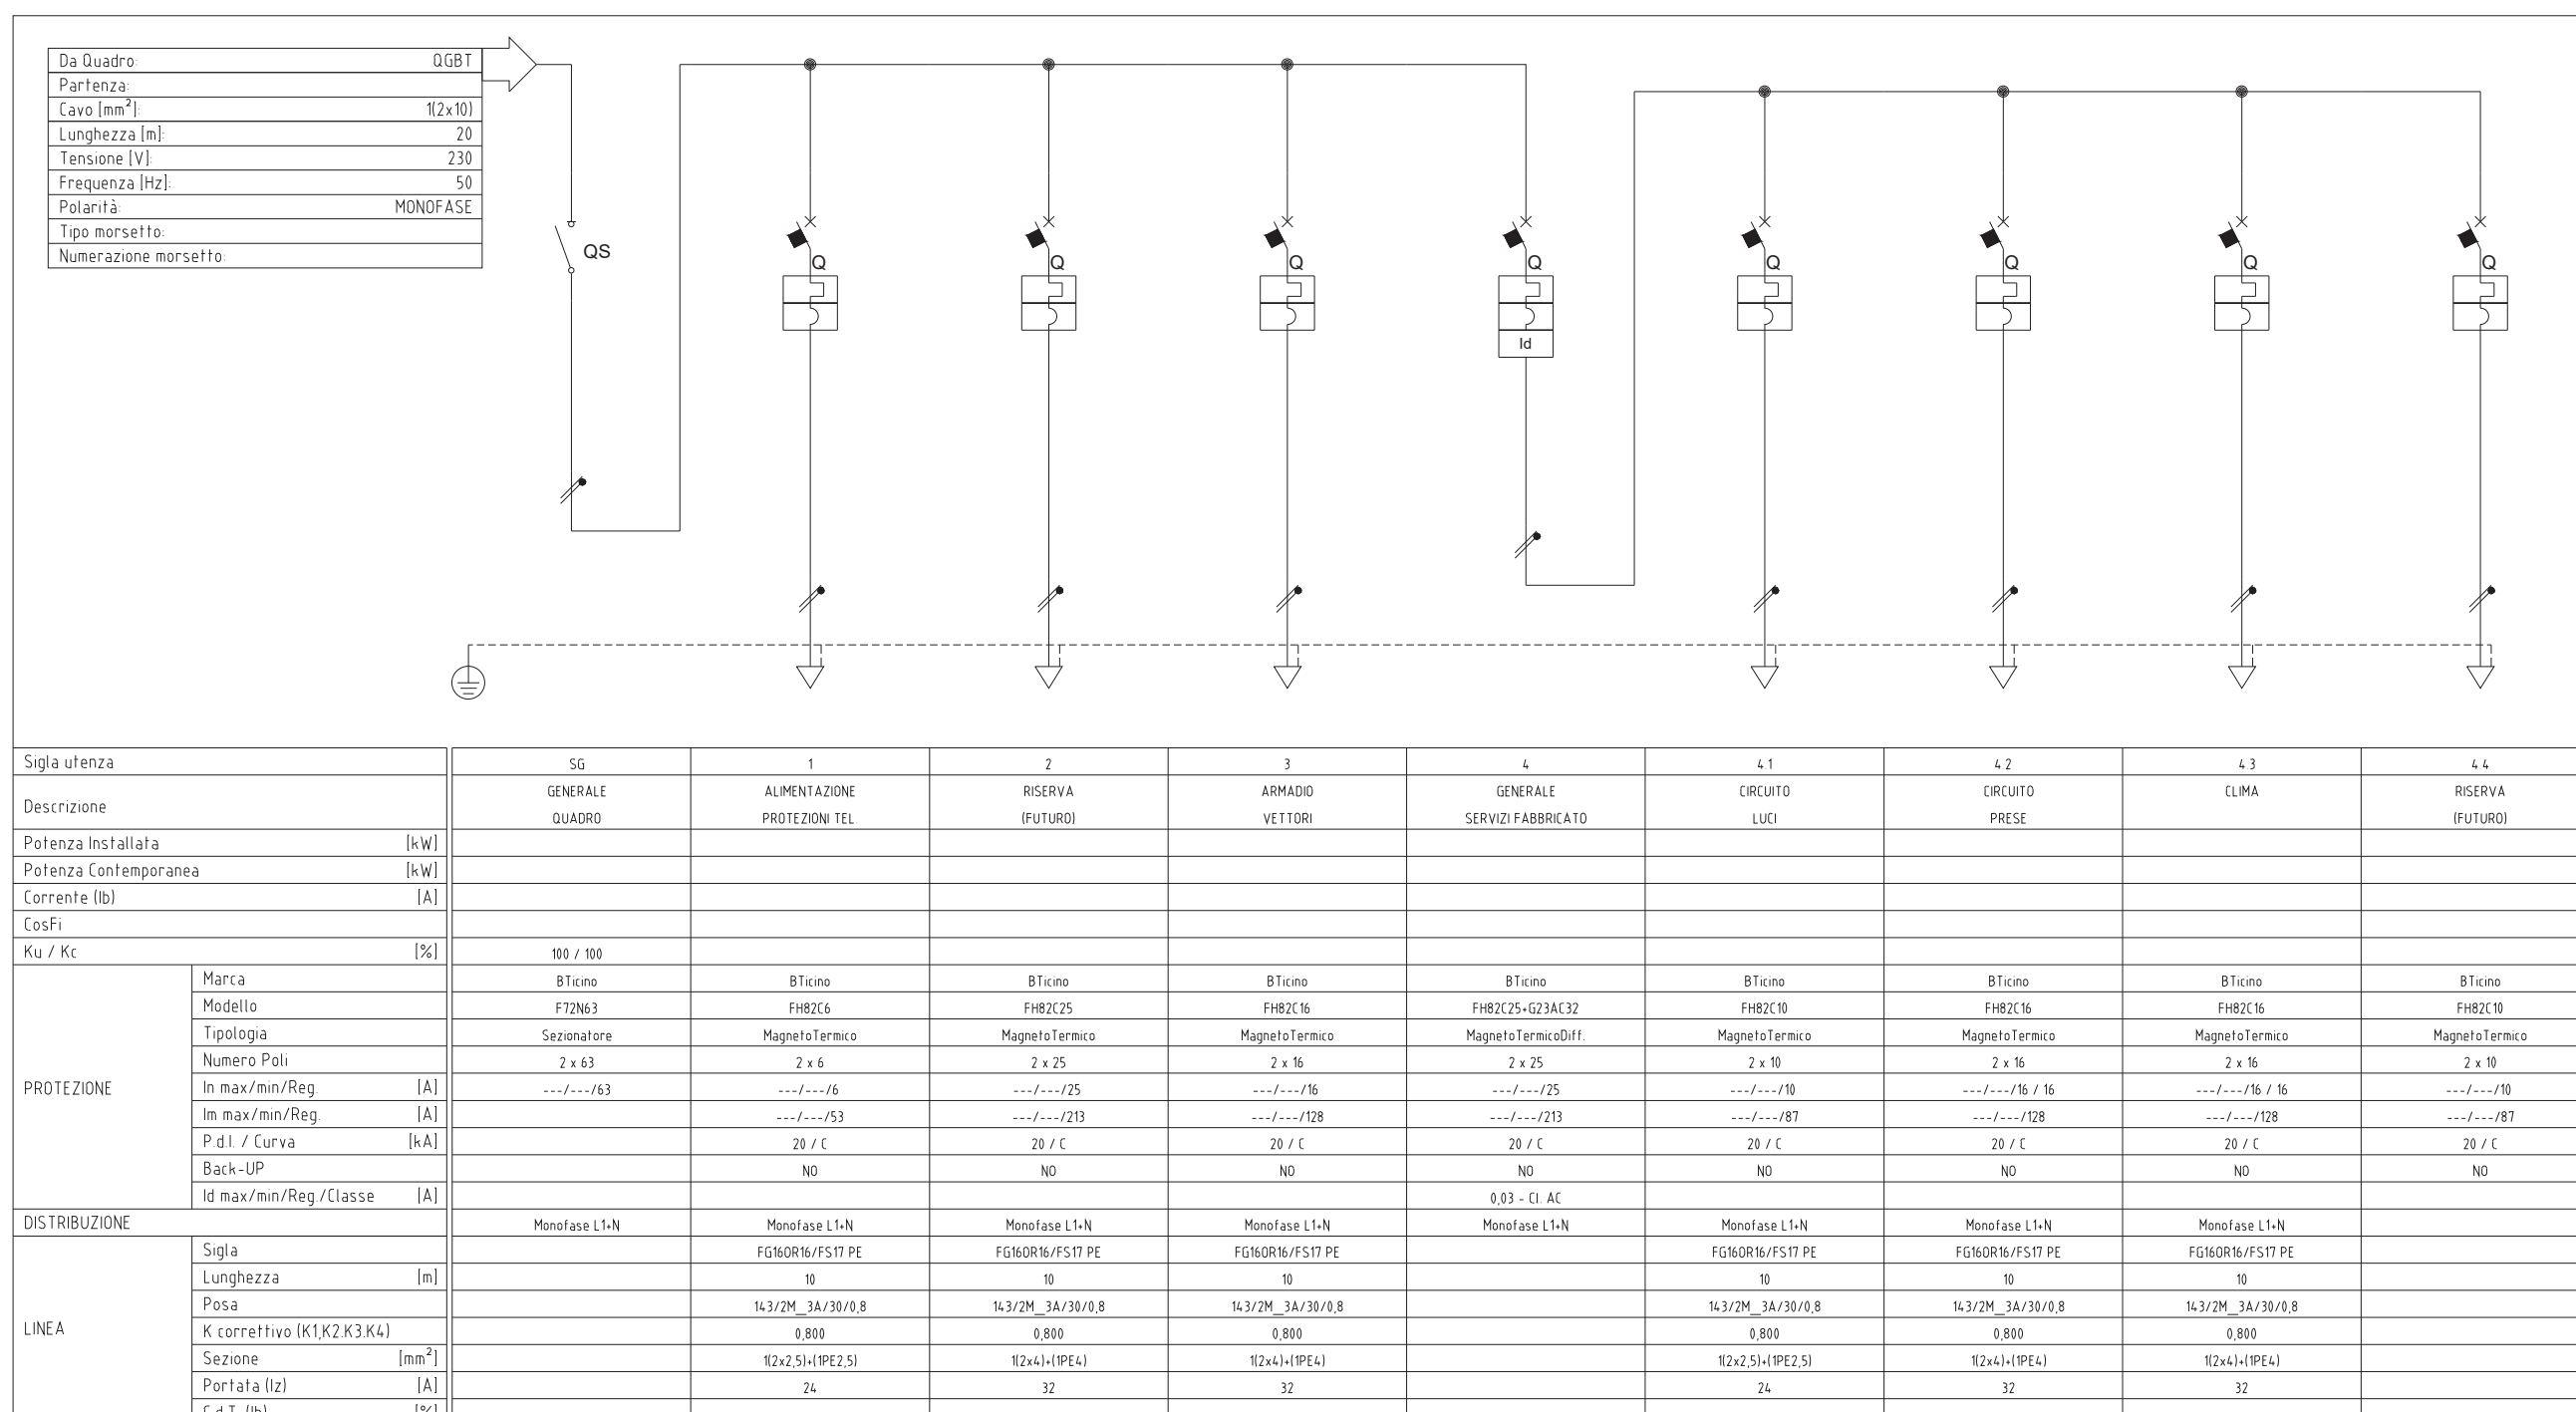 Da Quadro: QGBT
Partenza:
Cavo [mm²]: 1(2x10)
Lunghezza [m]: 20
Tensione [V]: 230
Frequenza [Hz]: 50
Polarità: MONOFASE
Tipo morsetto:
Numerazione morsetto:
QS
Q Q Q Q Q Q Q Q
Id
Sigla utenza SG 1 2 3 4 4.1 4.2 4.3 4.4
Descrizione
GENERALE ALIMENTAZIONE RISERVA ARMADIO GENERALE CIRCUITO CIRCUITO CLIMA RISERVA
QUADRO PROTEZIONI TEL. (FUTURO) VETTORI SERVIZI FABBRICATO LUCI PRESE (FUTURO)
Potenza Installata [kW]
Potenza Contemporanea [kW]
Corrente (Ib) [A]
CosFi
Ku / Kc [%] 100 / 100
PROTEZIONE
Marca BTicino BTicino BTicino BTicino BTicino BTicino BTicino BTicino BTicino
Modello F72N63 FH82C6 FH82C25 FH82C16 FH82C25+G23AC32 FH82C10 FH82C16 FH82C16 FH82C10
Tipologia Sezionatore MagnetoTermico MagnetoTermico MagnetoTermico MagnetoTermicoDiff. MagnetoTermico MagnetoTermico MagnetoTermico MagnetoTermico
Numero Poli 2 x 63 2 x 6 2 x 25 2 x 16 2 x 25 2 x 10 2 x 16 2 x 16 2 x 10
In max/min/Reg. [A] ---/---/63 ---/---/6 ---/---/25 ---/---/16 ---/---/25 ---/---/10 ---/---/16 / 16 ---/---/16 / 16 ---/---/10
Im max/min/Reg. [A] ---/---/53 ---/---/213 ---/---/128 ---/---/213 ---/---/87 ---/---/128 ---/---/128 ---/---/87
P.d.I. / Curva [kA] 20 / C 20 / C 20 / C 20 / C 20 / C 20 / C 20 / C 20 / C
Back-UP NO NO NO NO NO NO NO NO
Id max/min/Reg./Classe [A] 0,03 - Cl. AC
DISTRIBUZIONE Monofase L1+N Monofase L1+N Monofase L1+N Monofase L1+N Monofase L1+N Monofase L1+N Monofase L1+N Monofase L1+N
LINEA
Sigla FG16OR16/FS17 PE FG16OR16/FS17 PE FG16OR16/FS17 PE FG16OR16/FS17 PE FG16OR16/FS17 PE FG16OR16/FS17 PE
Lunghezza [m] 10 10 10 10 10 10
Posa 143/2M__3A/30/0,8 143/2M__3A/30/0,8 143/2M__3A/30/0,8 143/2M__3A/30/0,8 143/2M__3A/30/0,8 143/2M__3A/30/0,8
K correttivo (K1,K2.K3.K4) 0,800 0,800 0,800 0,800 0,800 0,800
Sezione [mm²] 1(2x2,5)+(1PE2,5) 1(2x4)+(1PE4) 1(2x4)+(1PE4) 1(2x2,5)+(1PE2,5) 1(2x4)+(1PE4) 1(2x4)+(1PE4)
Portata (Iz) [A] 24 32 32 24 32 32